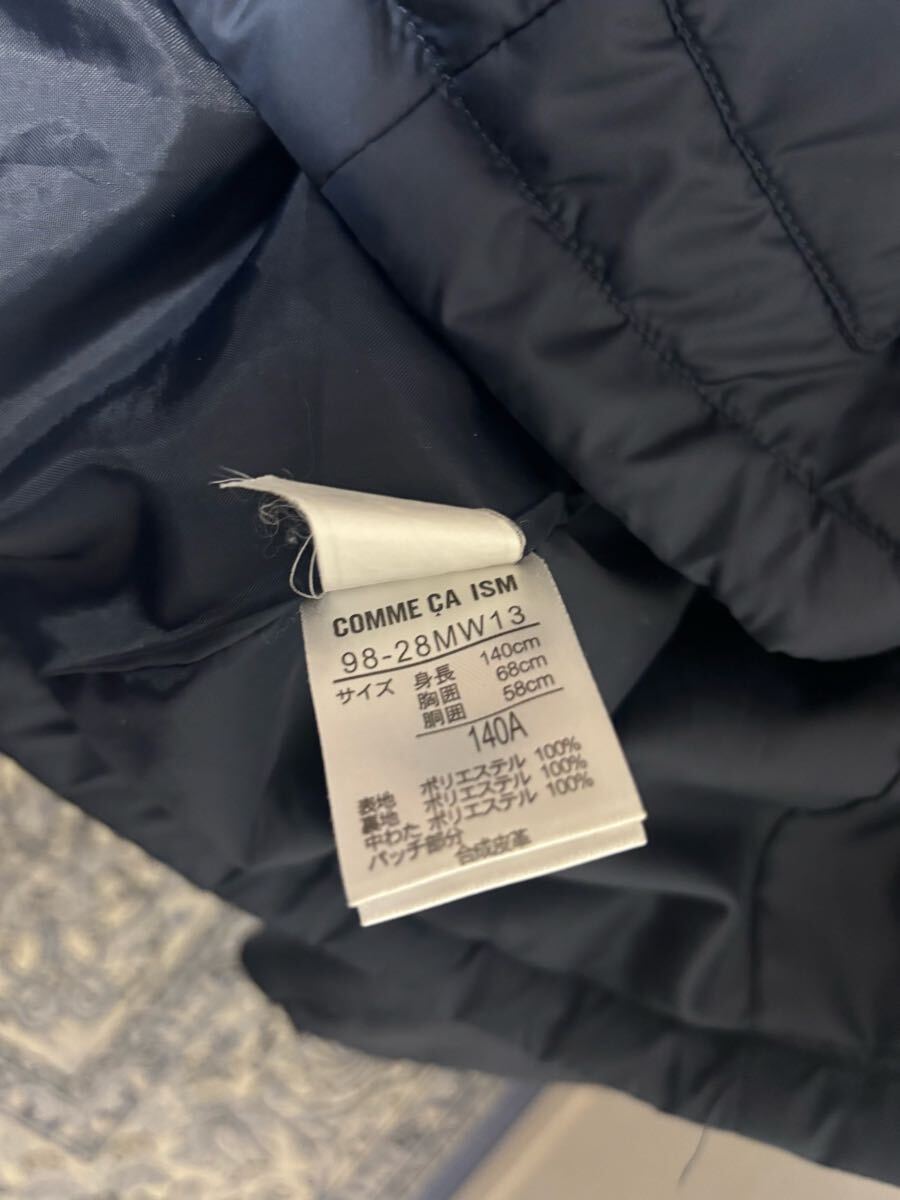 COMME ÇA ISM
98-28MW13
サイズ 身長 140cm
胸囲 68cm
胴囲 58cm
140A
表地 ポリエステル 100%
裏地 ポリエステル 100%
中わた ポリエステル 100%
パッチ部分 合成皮革